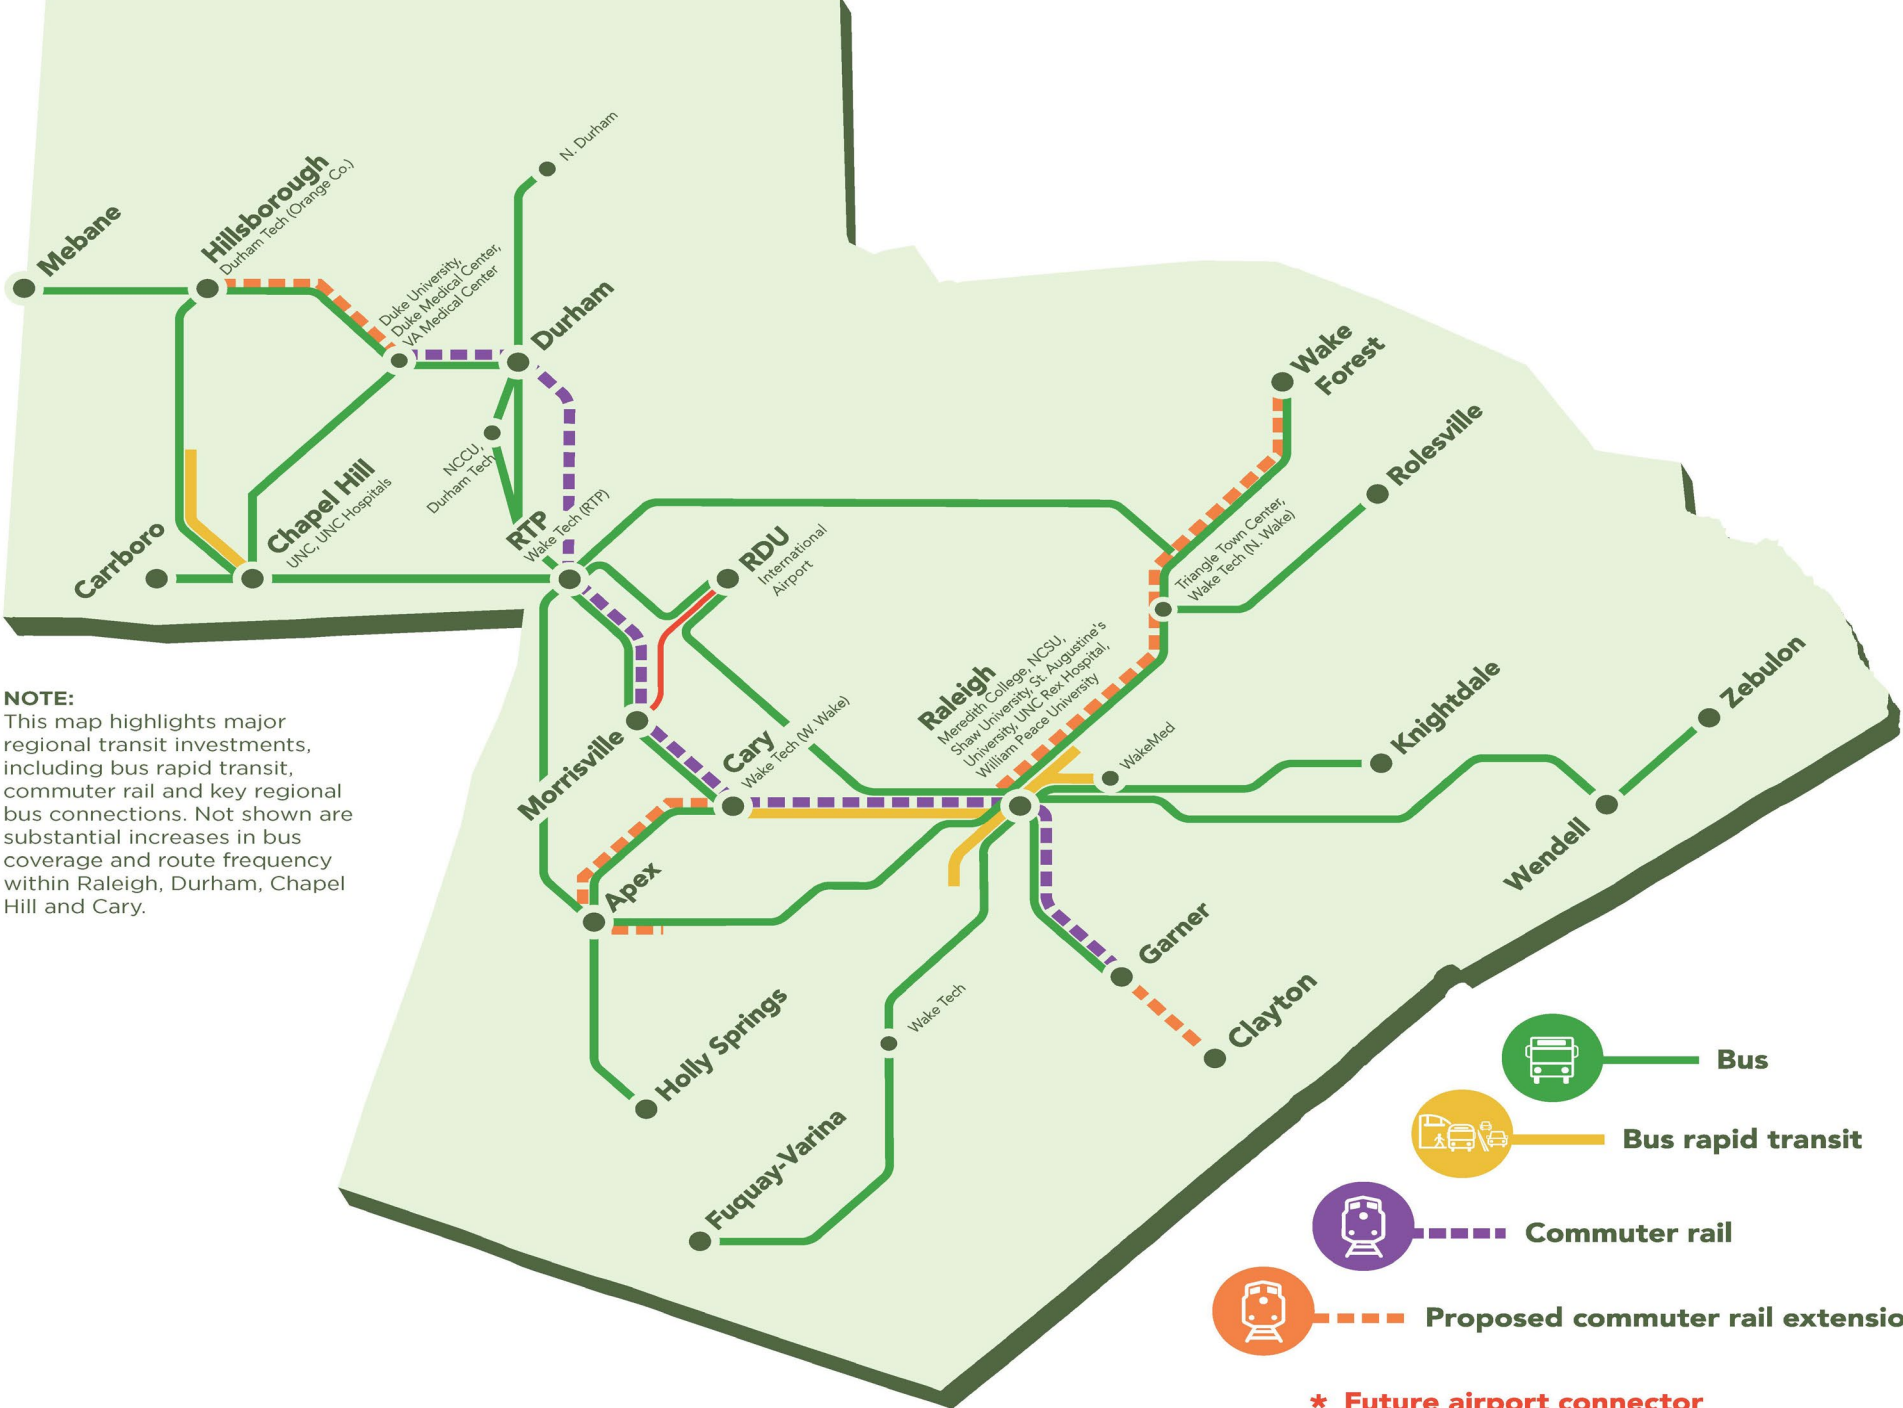 N. Durham
Mebane
Hillsborough
Durham Tech (Orange Co.)
Duke University,
Duke Medical Center,
VA Medical Center
Durham
NCCU,
Durham Tech
Carrboro
Chapel Hill
UNC, UNC Hospitals
RTP
Wake Tech (RTP)
RDU
International
Airport
Wake
Forest
Rolesville
Triangle Town Center,
Wake Tech (N. Wake)
Raleigh
Meredith College, NCSU,
Shaw University, St. Augustine's
University, UNC Rex Hospital,
William Peace University
WakeMed
Knightdale
Zebulon
Wendell
Morrisville
Cary
Wake Tech (W. Wake)
Apex
Garner
Clayton
Wake Tech
Holly Springs
Fuquay-Varina
NOTE:
This map highlights major
regional transit investments,
including bus rapid transit,
commuter rail and key regional
bus connections. Not shown are
substantial increases in bus
coverage and route frequency
within Raleigh, Durham, Chapel
Hill and Cary.
Bus
Bus rapid transit
Commuter rail
Proposed commuter rail extensio
* Future airport connector